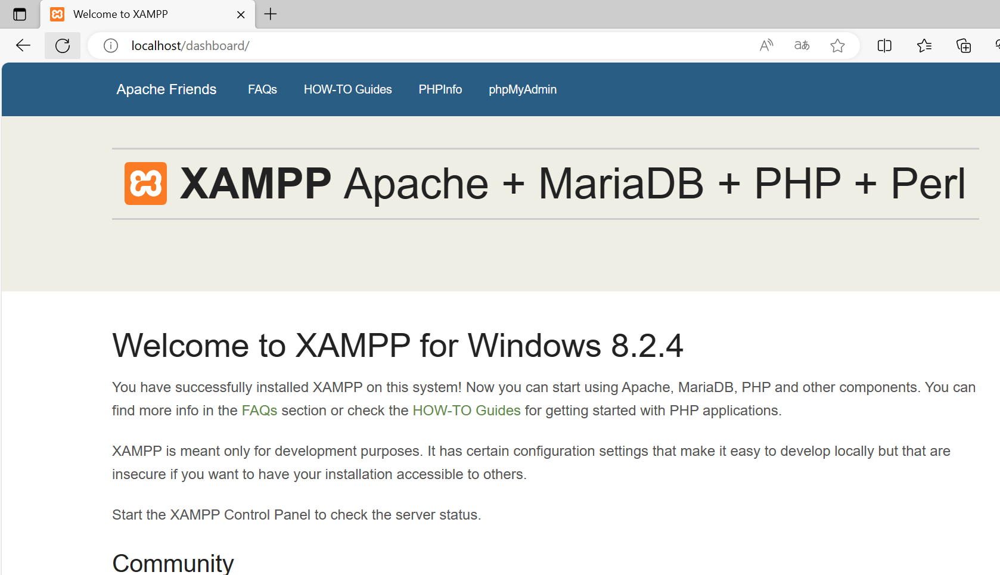 Welcome to XAMPP
localhost/dashboard/
Apache Friends FAQs HOW-TO Guides PHPInfo phpMyAdmin
XAMPP Apache + MariaDB + PHP + Perl
Welcome to XAMPP for Windows 8.2.4
You have successfully installed XAMPP on this system! Now you can start using Apache, MariaDB, PHP and other components. You can
find more info in the FAQs section or check the HOW-TO Guides for getting started with PHP applications.
XAMPP is meant only for development purposes. It has certain configuration settings that make it easy to develop locally but that are
insecure if you want to have your installation accessible to others.
Start the XAMPP Control Panel to check the server status.
Community